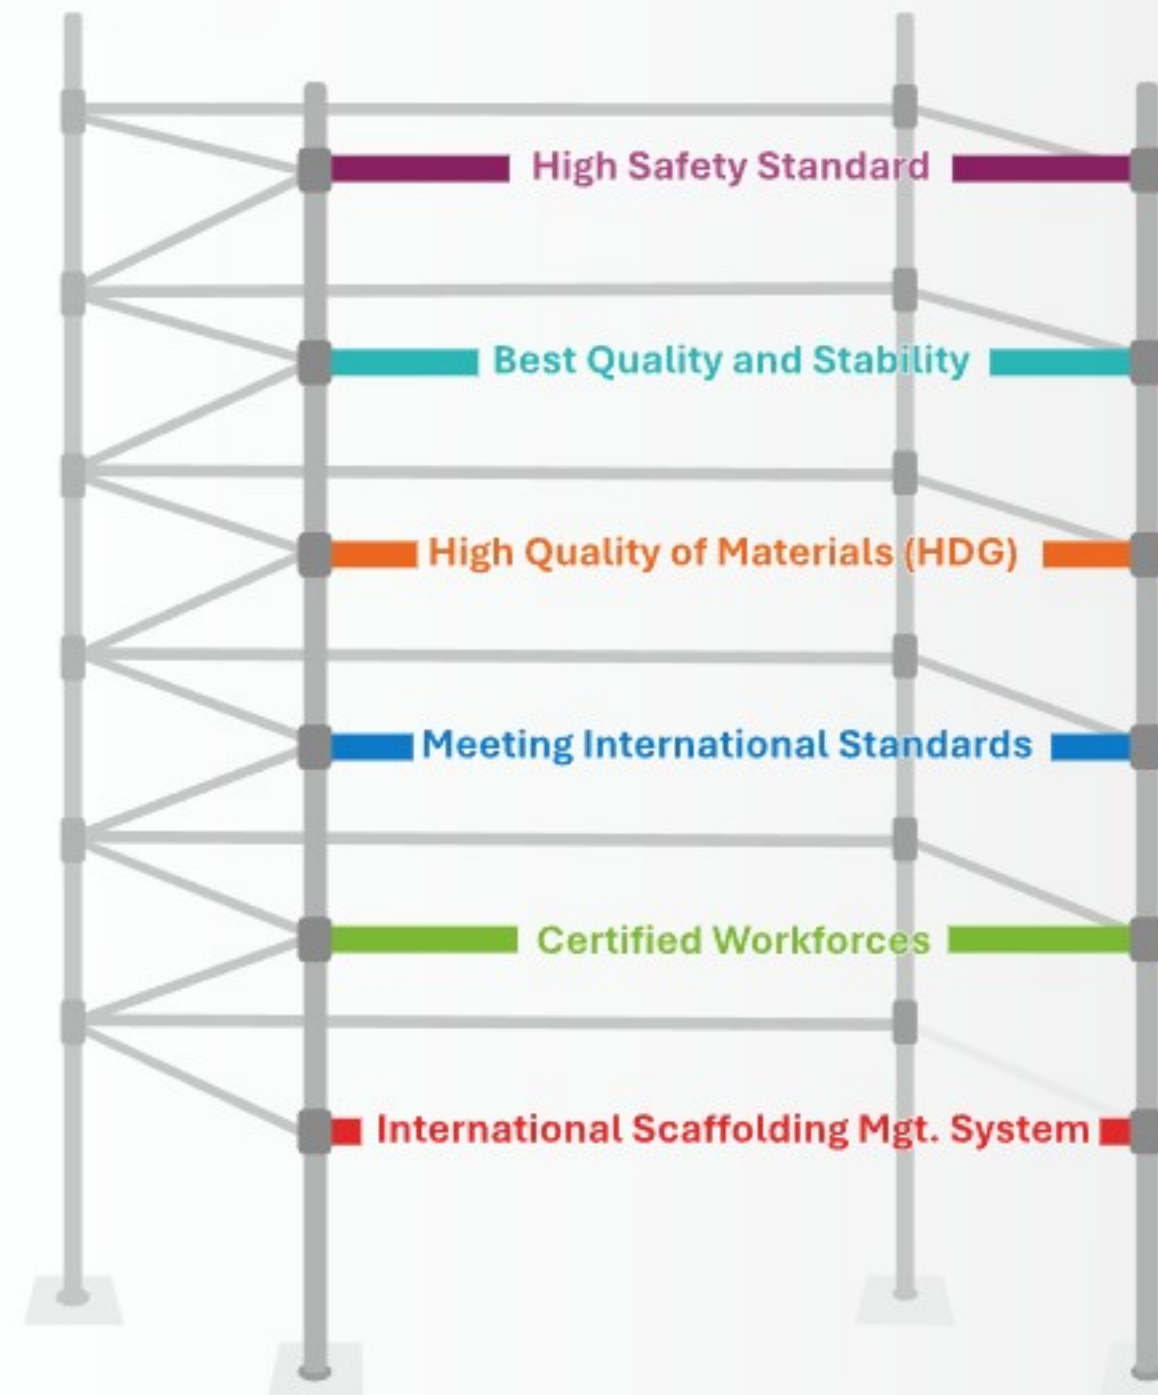 High Safety Standard
Best Quality and Stability
High Quality of Materials (HDG)
Meeting International Standards
Certified Workforces
International Scaffolding Mgt. System